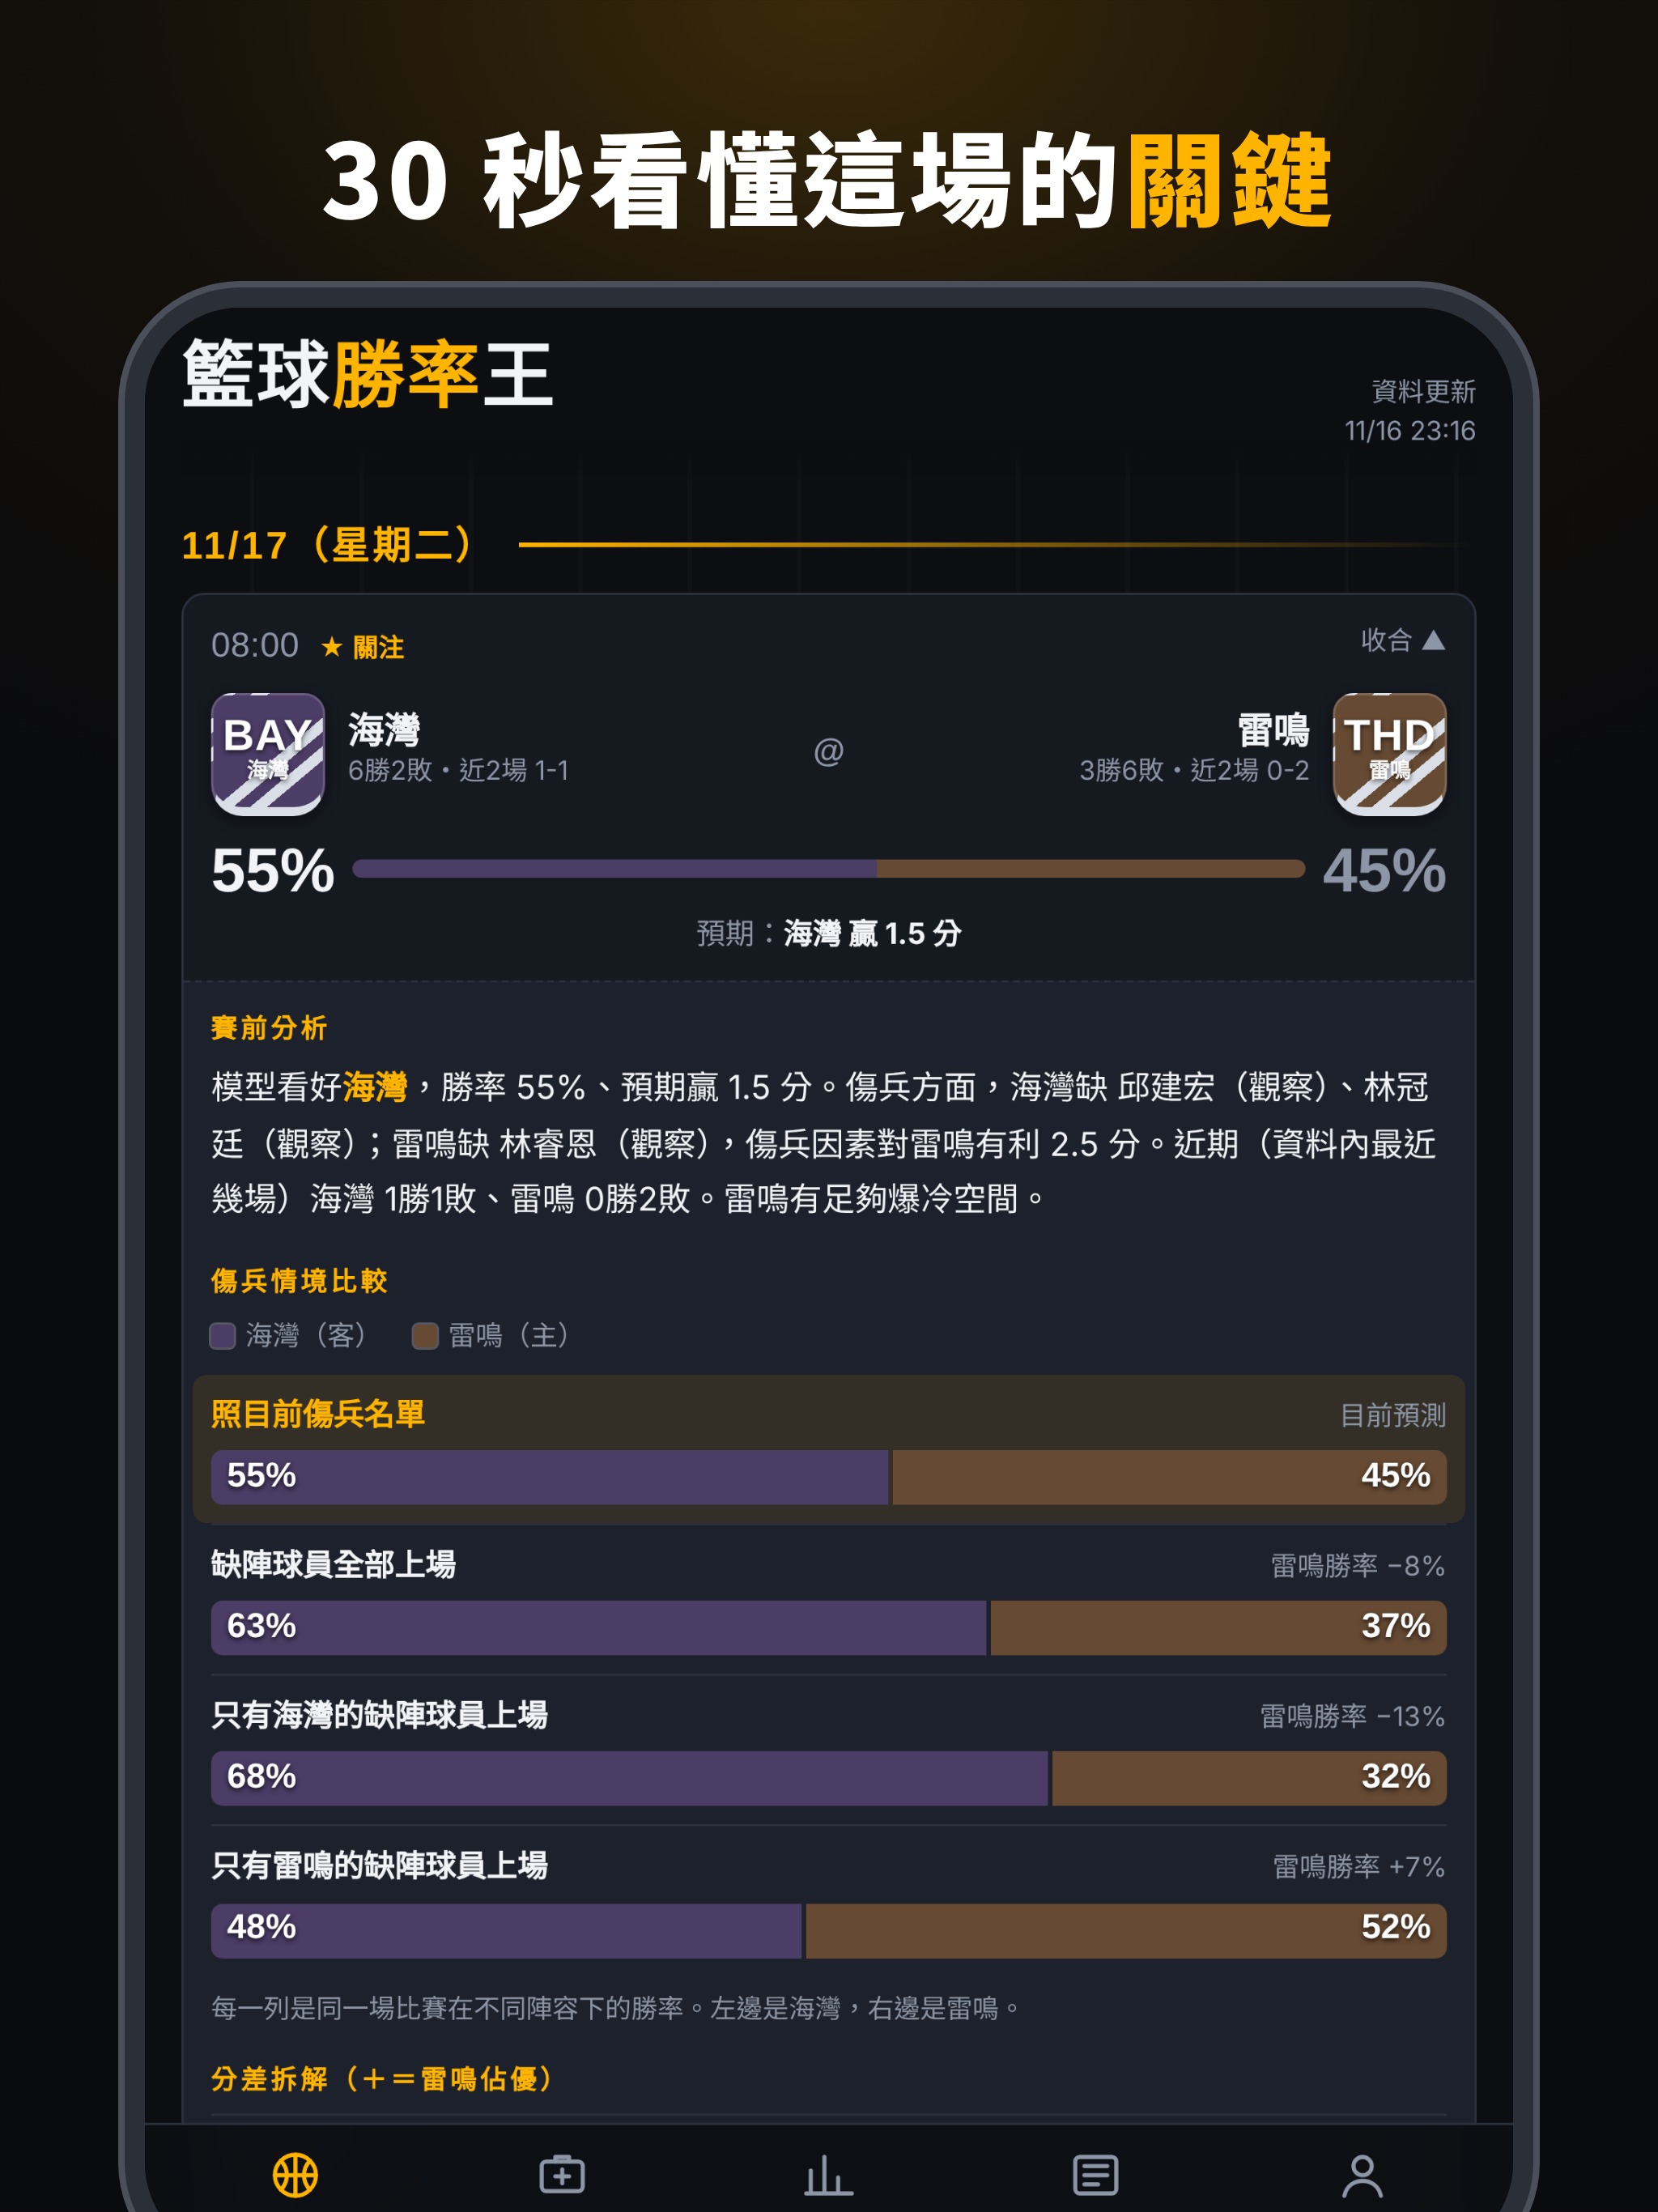 30 秒看懂這場的關鍵
籃球勝率王
資料更新
11/16 23:16
11/17（星期二）
08:00 ★ 關注
收合 ▲
BAY
海灣
海灣
6勝2敗・近2場 1-1
@
雷鳴
3勝6敗・近2場 0-2
THD
雷鳴
55%
45%
預期：海灣 贏 1.5 分
賽前分析
模型看好海灣，勝率 55%、預期贏 1.5 分。傷兵方面，海灣缺 邱建宏（觀察）、林冠
廷（觀察）；雷鳴缺 林睿恩（觀察），傷兵因素對雷鳴有利 2.5 分。近期（資料內最近
幾場）海灣 1勝1敗、雷鳴 0勝2敗。雷鳴有足夠爆冷空間。
傷兵情境比較
海灣（客） 雷鳴（主）
照目前傷兵名單 目前預測
55% 45%
缺陣球員全部上場 雷鳴勝率 −8%
63% 37%
只有海灣的缺陣球員上場 雷鳴勝率 −13%
68% 32%
只有雷鳴的缺陣球員上場 雷鳴勝率 +7%
48% 52%
每一列是同一場比賽在不同陣容下的勝率。左邊是海灣，右邊是雷鳴。
分差拆解（＋＝雷鳴佔優）